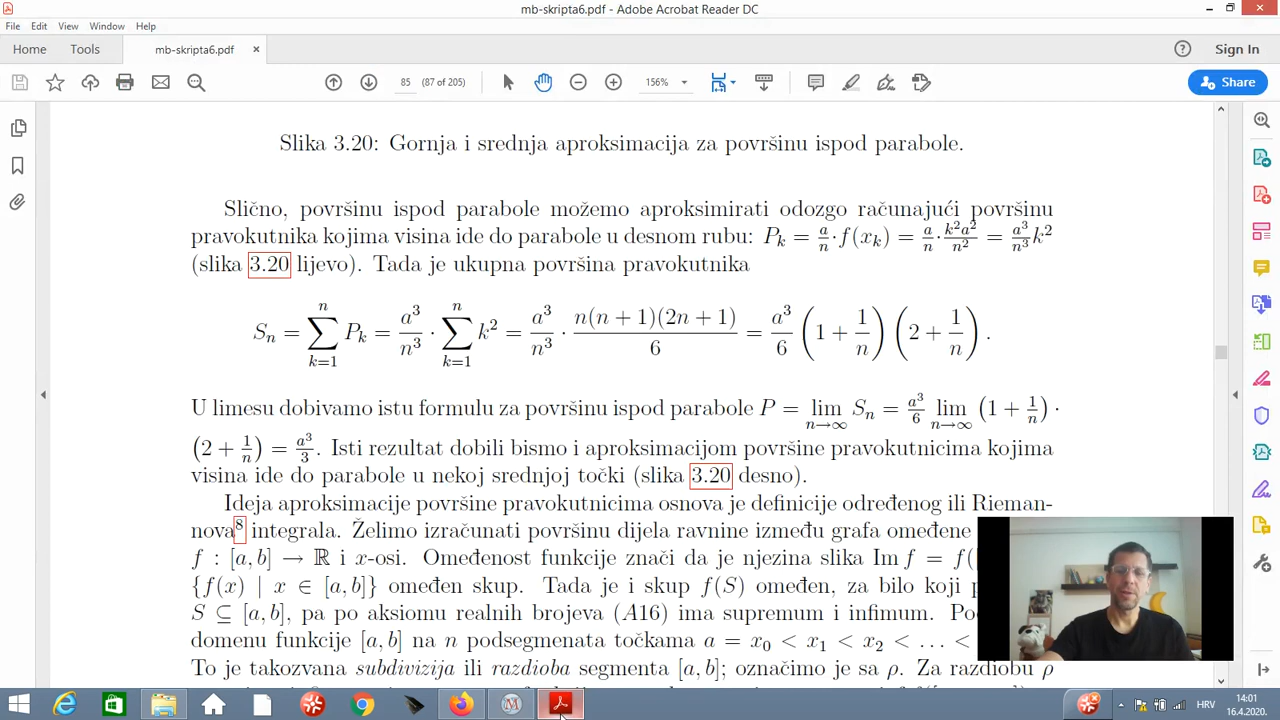 mb-skripta6.pdf - Adobe Acrobat Reader DC
File Edit View Window Help
Home Tools mb-skripta6.pdf × Sign In
85 (87 of 205) 156% Share
Slika 3.20: Gornja i srednja aproksimacija za površinu ispod parabole.
Slično, površinu ispod parabole možemo aproksimirati odozgo računajući površinu
pravokutnika kojima visina ide do parabole u desnom rubu: P_k = a/n · f(x_k) = a/n · k²a²/n² = a³/n³ k²
(slika 3.20 lijevo). Tada je ukupna površina pravokutnika
S_n = ∑_{k=1}^{n} P_k = a³/n³ · ∑_{k=1}^{n} k² = a³/n³ · n(n + 1)(2n + 1)/6 = a³/6 (1 + 1/n) (2 + 1/n) .
U limesu dobivamo istu formulu za površinu ispod parabole P = lim_{n→∞} S_n = a³/6 lim_{n→∞} (1 + 1/n) ·
(2 + 1/n) = a³/3. Isti rezultat dobili bismo i aproksimacijom površine pravokutnicima kojima
visina ide do parabole u nekoj srednjoj točki (slika 3.20 desno).
Ideja aproksimacije površine pravokutnicima osnova je definicije određenog ili Rieman-
nova⁸ integrala. Želimo izračunati površinu dijela ravnine između grafa omeđene
f : [a, b] → ℝ i x-osi. Omeđenost funkcije znači da je njezina slika Im f = f(
{f(x) | x ∈ [a, b]} omeđen skup. Tada je i skup f(S) omeđen, za bilo koji p
S ⊆ [a, b], pa po aksiomu realnih brojeva (A16) ima supremum i infimum. Po
domenu funkcije [a, b] na n podsegmenata točkama a = x₀ < x₁ < x₂ < … <
To je takozvana subdivizija ili razdioba segmenta [a, b]; označimo je sa ρ. Za razdiobu ρ
HRV 14:01
16.4.2020.